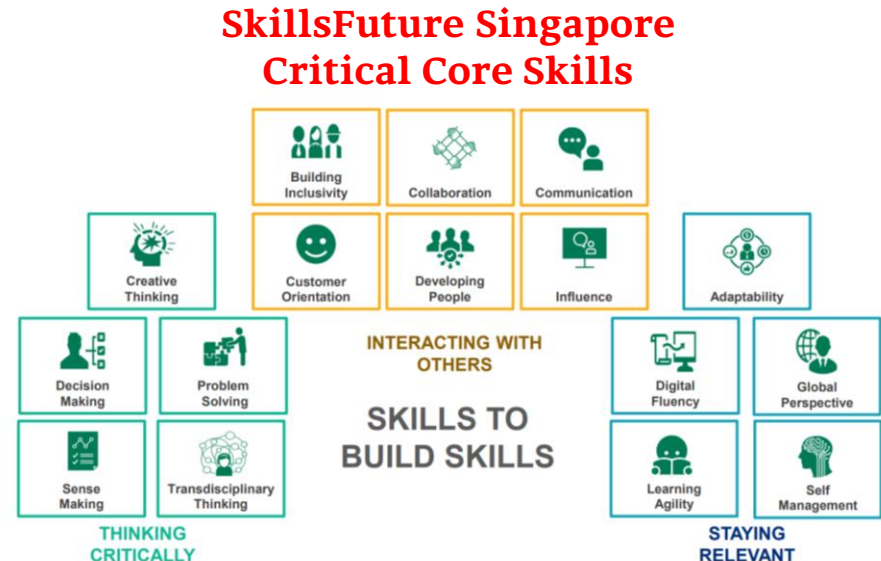 SkillsFuture Singapore
Critical Core Skills
Building
Inclusivity
Collaboration
Communication
Creative
Thinking
Customer
Orientation
Developing
People
Influence
Adaptability
Decision
Making
Problem
Solving
INTERACTING WITH
OTHERS
Digital
Fluency
Global
Perspective
SKILLS TO
BUILD SKILLS
Sense
Making
Transdisciplinary
Thinking
Learning
Agility
Self
Management
THINKING
CRITICALLY
STAYING
RELEVANT